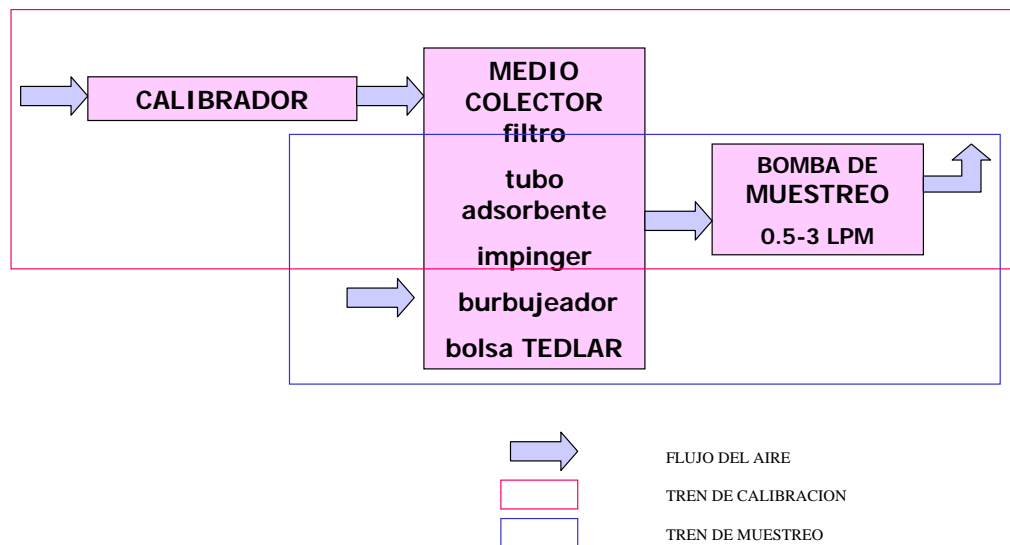 CALIBRADOR
MEDIO
COLECTOR
filtro
tubo
adsorbente
impinger
burbujeador
bolsa TEDLAR
BOMBA DE
MUESTREO
0.5-3 LPM
FLUJO DEL AIRE
TREN DE CALIBRACION
TREN DE MUESTREO